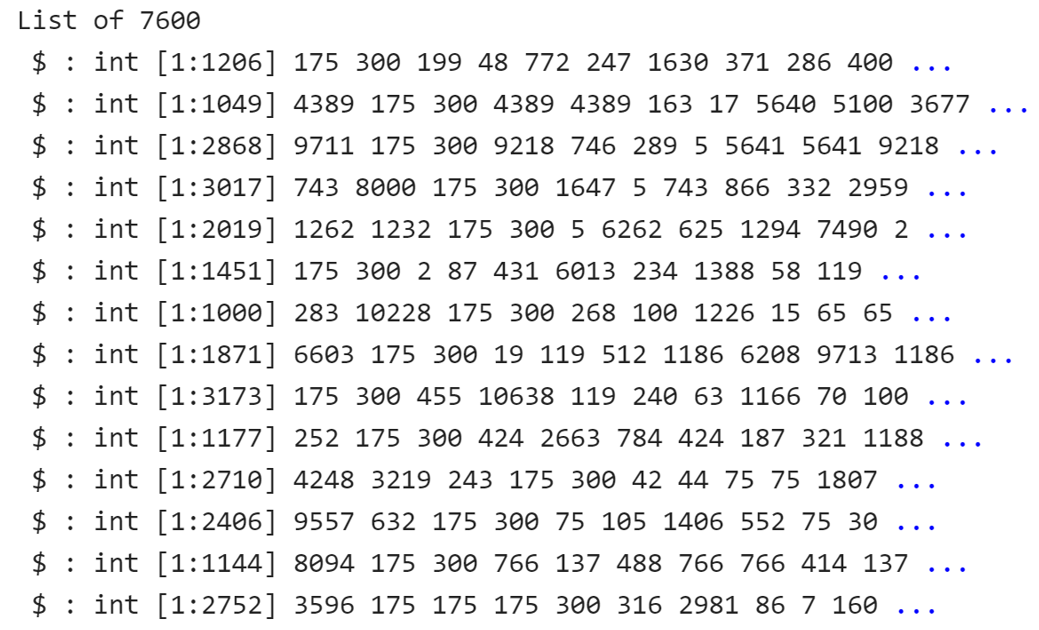 List of 7600
 $ : int [1:1206] 175 300 199 48 772 247 1630 371 286 400 ...
 $ : int [1:1049] 4389 175 300 4389 4389 163 17 5640 5100 3677 ...
 $ : int [1:2868] 9711 175 300 9218 746 289 5 5641 5641 9218 ...
 $ : int [1:3017] 743 8000 175 300 1647 5 743 866 332 2959 ...
 $ : int [1:2019] 1262 1232 175 300 5 6262 625 1294 7490 2 ...
 $ : int [1:1451] 175 300 2 87 431 6013 234 1388 58 119 ...
 $ : int [1:1000] 283 10228 175 300 268 100 1226 15 65 65 ...
 $ : int [1:1871] 6603 175 300 19 119 512 1186 6208 9713 1186 ...
 $ : int [1:3173] 175 300 455 10638 119 240 63 1166 70 100 ...
 $ : int [1:1177] 252 175 300 424 2663 784 424 187 321 1188 ...
 $ : int [1:2710] 4248 3219 243 175 300 42 44 75 75 1807 ...
 $ : int [1:2406] 9557 632 175 300 75 105 1406 552 75 30 ...
 $ : int [1:1144] 8094 175 300 766 137 488 766 766 414 137 ...
 $ : int [1:2752] 3596 175 175 175 300 316 2981 86 7 160 ...